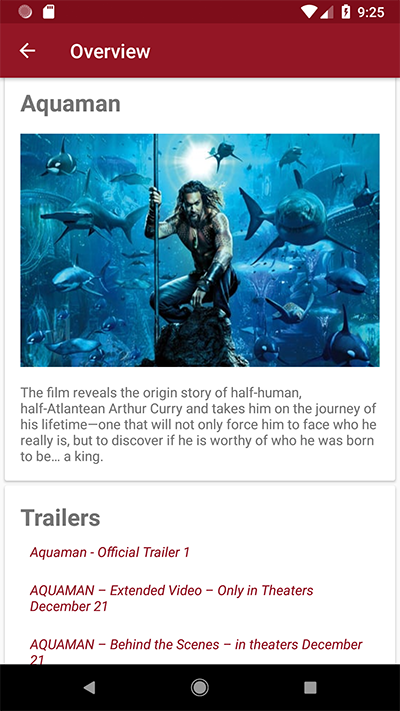 9:25
Overview
Aquaman
The film reveals the origin story of half-human,
half-Atlantean Arthur Curry and takes him on the journey of
his lifetime—one that will not only force him to face who he
really is, but to discover if he is worthy of who he was born
to be… a king.
Trailers
Aquaman - Official Trailer 1
AQUAMAN – Extended Video – Only in Theaters
December 21
AQUAMAN – Behind the Scenes – in theaters December
21